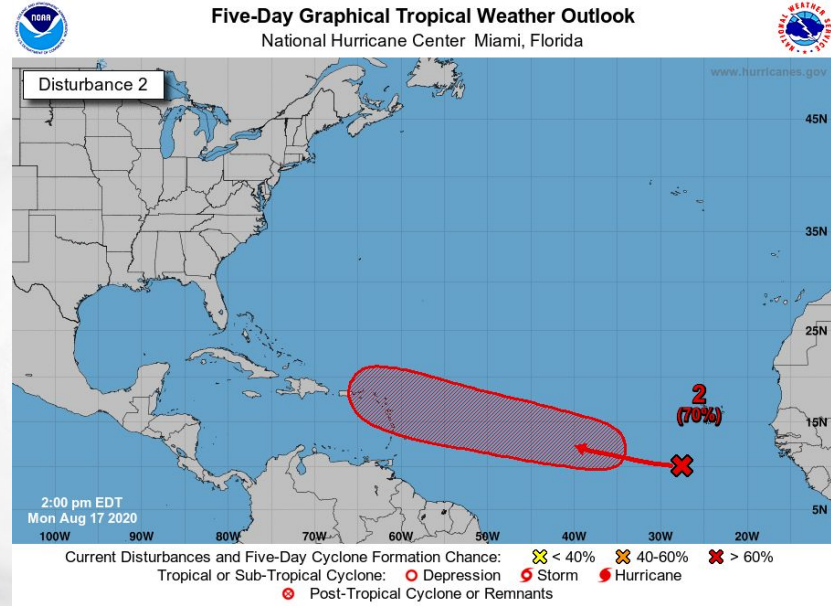 NOAA
Five-Day Graphical Tropical Weather Outlook
National Hurricane Center Miami, Florida
NATIONAL WEATHER SERVICE
Disturbance 2
www.hurricanes.gov
45N
35N
25N
2
(70%)
15N
5N
2:00 pm EDT
Mon Aug 17 2020
100W 90W 80W 70W 60W 50W 40W 30W 20W
Current Disturbances and Five-Day Cyclone Formation Chance: < 40% 40-60% > 60%
Tropical or Sub-Tropical Cyclone: Depression Storm Hurricane
Post-Tropical Cyclone or Remnants